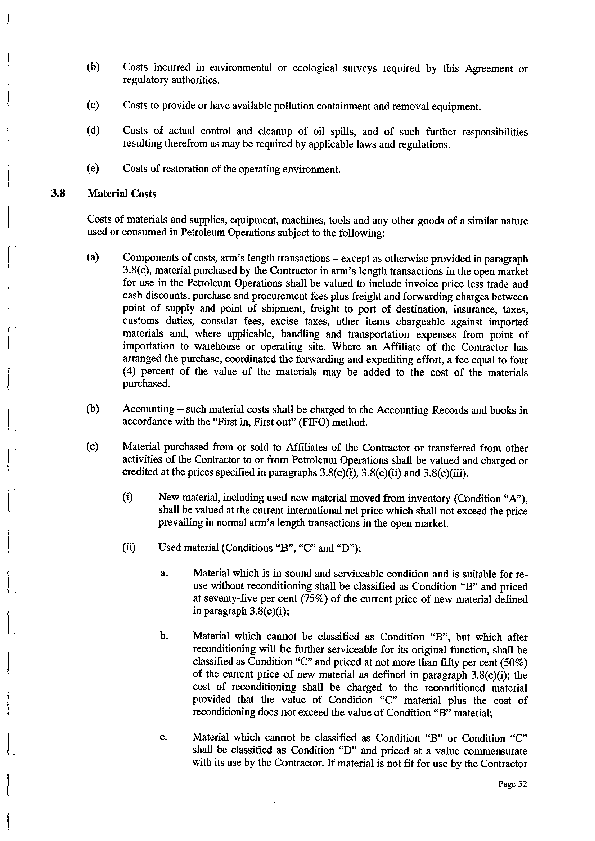 (b) Costs incurred in environmental or ecological surveys required by this Agreement or
regulatory authorities.
(c) Costs to provide or have available pollution containment and removal equipment.
(d) Costs of actual control and cleanup of oil spills, and of such further responsibilities
resulting therefrom as may be required by applicable laws and regulations.
(e) Costs of restoration of the operating environment.
3.8 Material Costs
Costs of materials and supplies, equipment, machines, tools and any other goods of a similar nature
used or consumed in Petroleum Operations subject to the following:
(a) Components of costs, arm's length transactions – except as otherwise provided in paragraph
3.8(c), material purchased by the Contractor in arm's length transactions in the open market
for use in the Petroleum Operations shall be valued to include invoice price less trade and
cash discounts, purchase and procurement fees plus freight and forwarding charges between
point of supply and point of shipment, freight to port of destination, insurance, taxes,
customs duties, consular fees, excise taxes, other items chargeable against imported
materials and, where applicable, handling and transportation expenses from point of
importation to warehouse or operating site. Where an Affiliate of the Contractor has
arranged the purchase, coordinated the forwarding and expediting effort, a fee equal to four
(4) percent of the value of the materials may be added to the cost of the materials
purchased.
(b) Accounting – such material costs shall be charged to the Accounting Records and books in
accordance with the "First in, First out" (FIFO) method.
(c) Material purchased from or sold to Affiliates of the Contractor or transferred from other
activities of the Contractor to or from Petroleum Operations shall be valued and charged or
credited at the prices specified in paragraphs 3.8(c)(i), 3.8(c)(ii) and 3.8(c)(iii).
(i) New material, including used new material moved from inventory (Condition "A"),
shall be valued at the current international net price which shall not exceed the price
prevailing in normal arm's length transactions in the open market.
(ii) Used material (Conditions "B", "C" and "D"):
a. Material which is in sound and serviceable condition and is suitable for re-
use without reconditioning shall be classified as Condition "B" and priced
at seventy-five per cent (75%) of the current price of new material defined
in paragraph 3.8(c)(i);
b. Material which cannot be classified as Condition "B", but which after
reconditioning will be further serviceable for its original function, shall be
classified as Condition "C" and priced at not more than fifty per cent (50%)
of the current price of new material as defined in paragraph 3.8(c)(i); the
cost of reconditioning shall be charged to the reconditioned material
provided that the value of Condition "C" material plus the cost of
reconditioning does not exceed the value of Condition "B" material;
c. Material which cannot be classified as Condition "B" or Condition "C"
shall be classified as Condition "D" and priced at a value commensurate
with its use by the Contractor. If material is not fit for use by the Contractor
Page 52